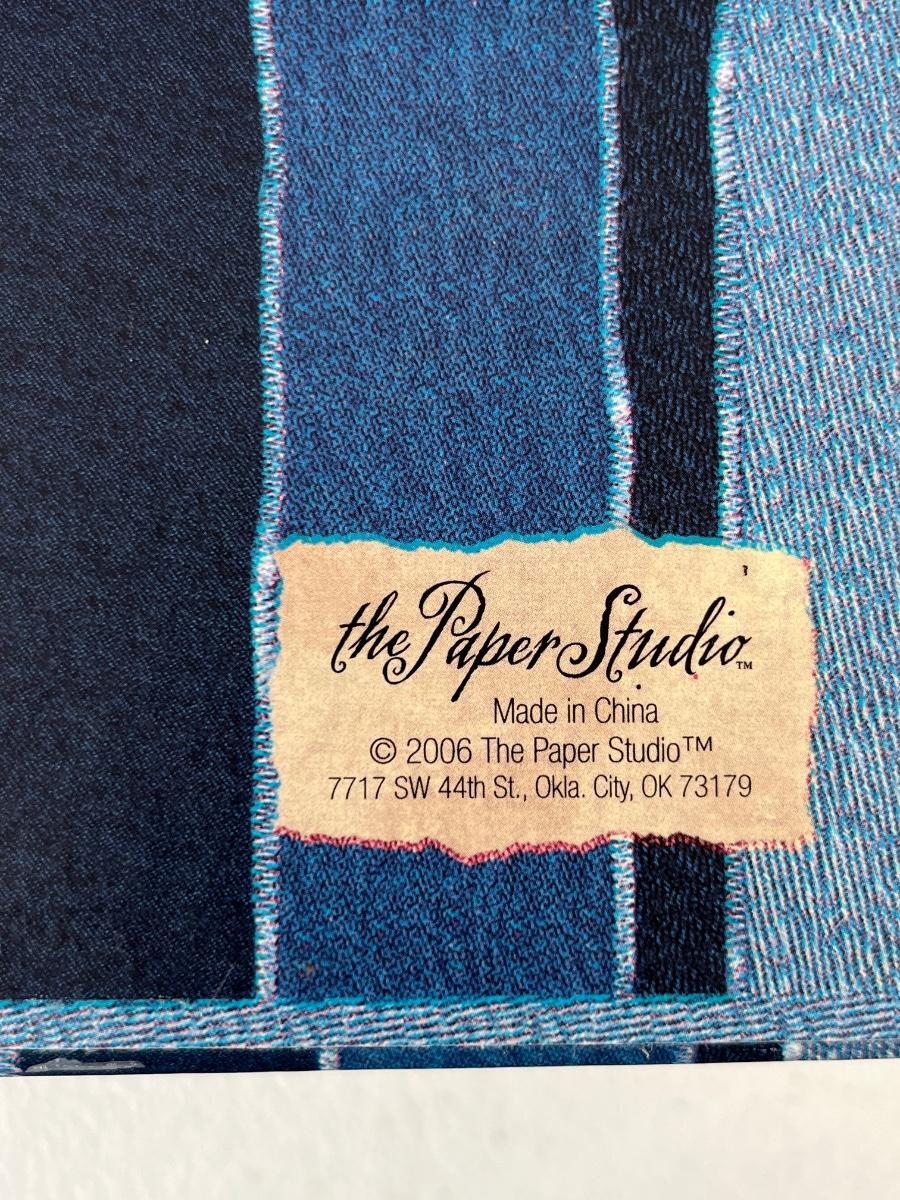 the Paper Studio™
Made in China
© 2006 The Paper Studio™
7717 SW 44th St., Okla. City, OK 73179